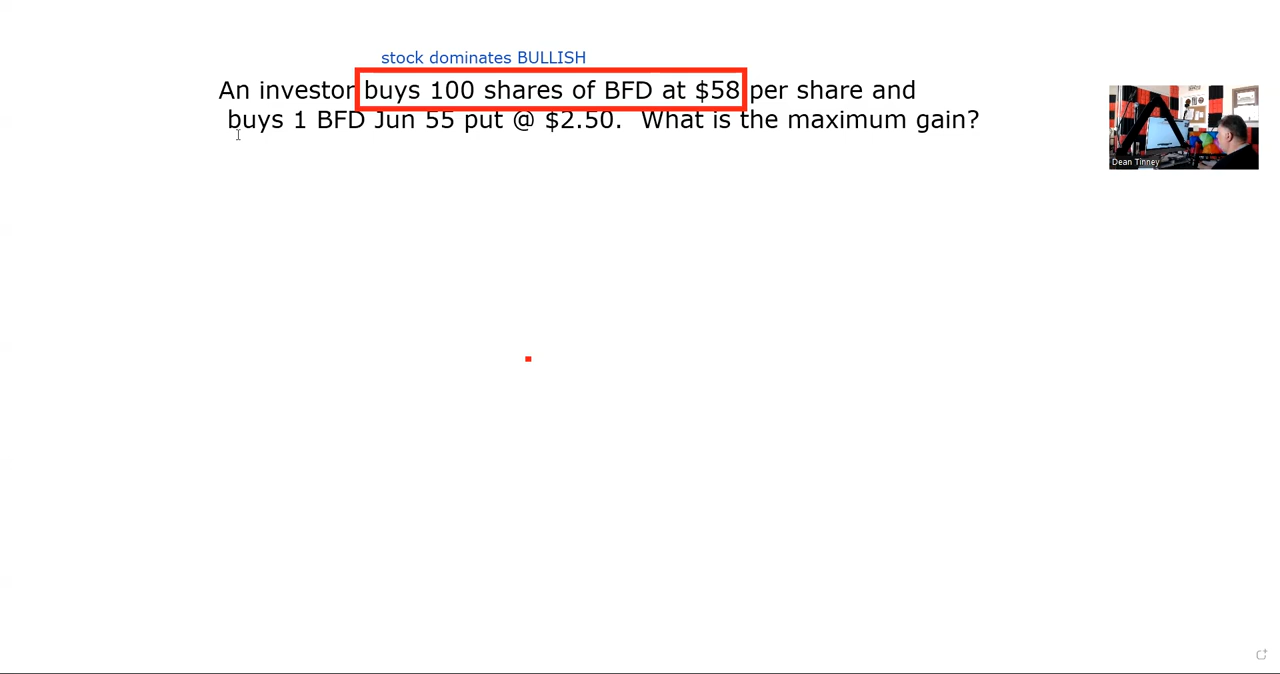 stock dominates BULLISH
An investor buys 100 shares of BFD at $58 per share and
buys 1 BFD Jun 55 put @ $2.50. What is the maximum gain?
Dean Tinney